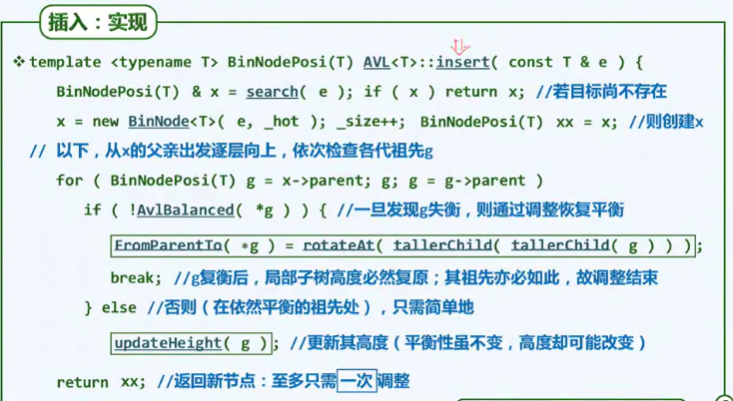 插入：实现
❖ template <typename T> BinNodePosi(T) AVL<T>::insert( const T & e ) {
BinNodePosi(T) & x = search( e ); if ( x ) return x; //若目标尚不存在
x = new BinNode<T>( e, _hot ); _size++; BinNodePosi(T) xx = x; //则创建x
// 以下，从x的父亲出发逐层向上，依次检查各代祖先g
for ( BinNodePosi(T) g = x->parent; g; g = g->parent )
if ( !AvlBalanced( *g ) ) { //一旦发现g失衡，则通过调整恢复平衡
FromParentTo( *g ) = rotateAt( tallerChild( tallerChild( g ) ) );
break; //g复衡后，局部子树高度必然复原；其祖先亦必如此，故调整结束
} else //否则（在依然平衡的祖先处），只需简单地
updateHeight( g ); //更新其高度（平衡性虽不变，高度却可能改变）
return xx; //返回新节点：至多只需一次调整